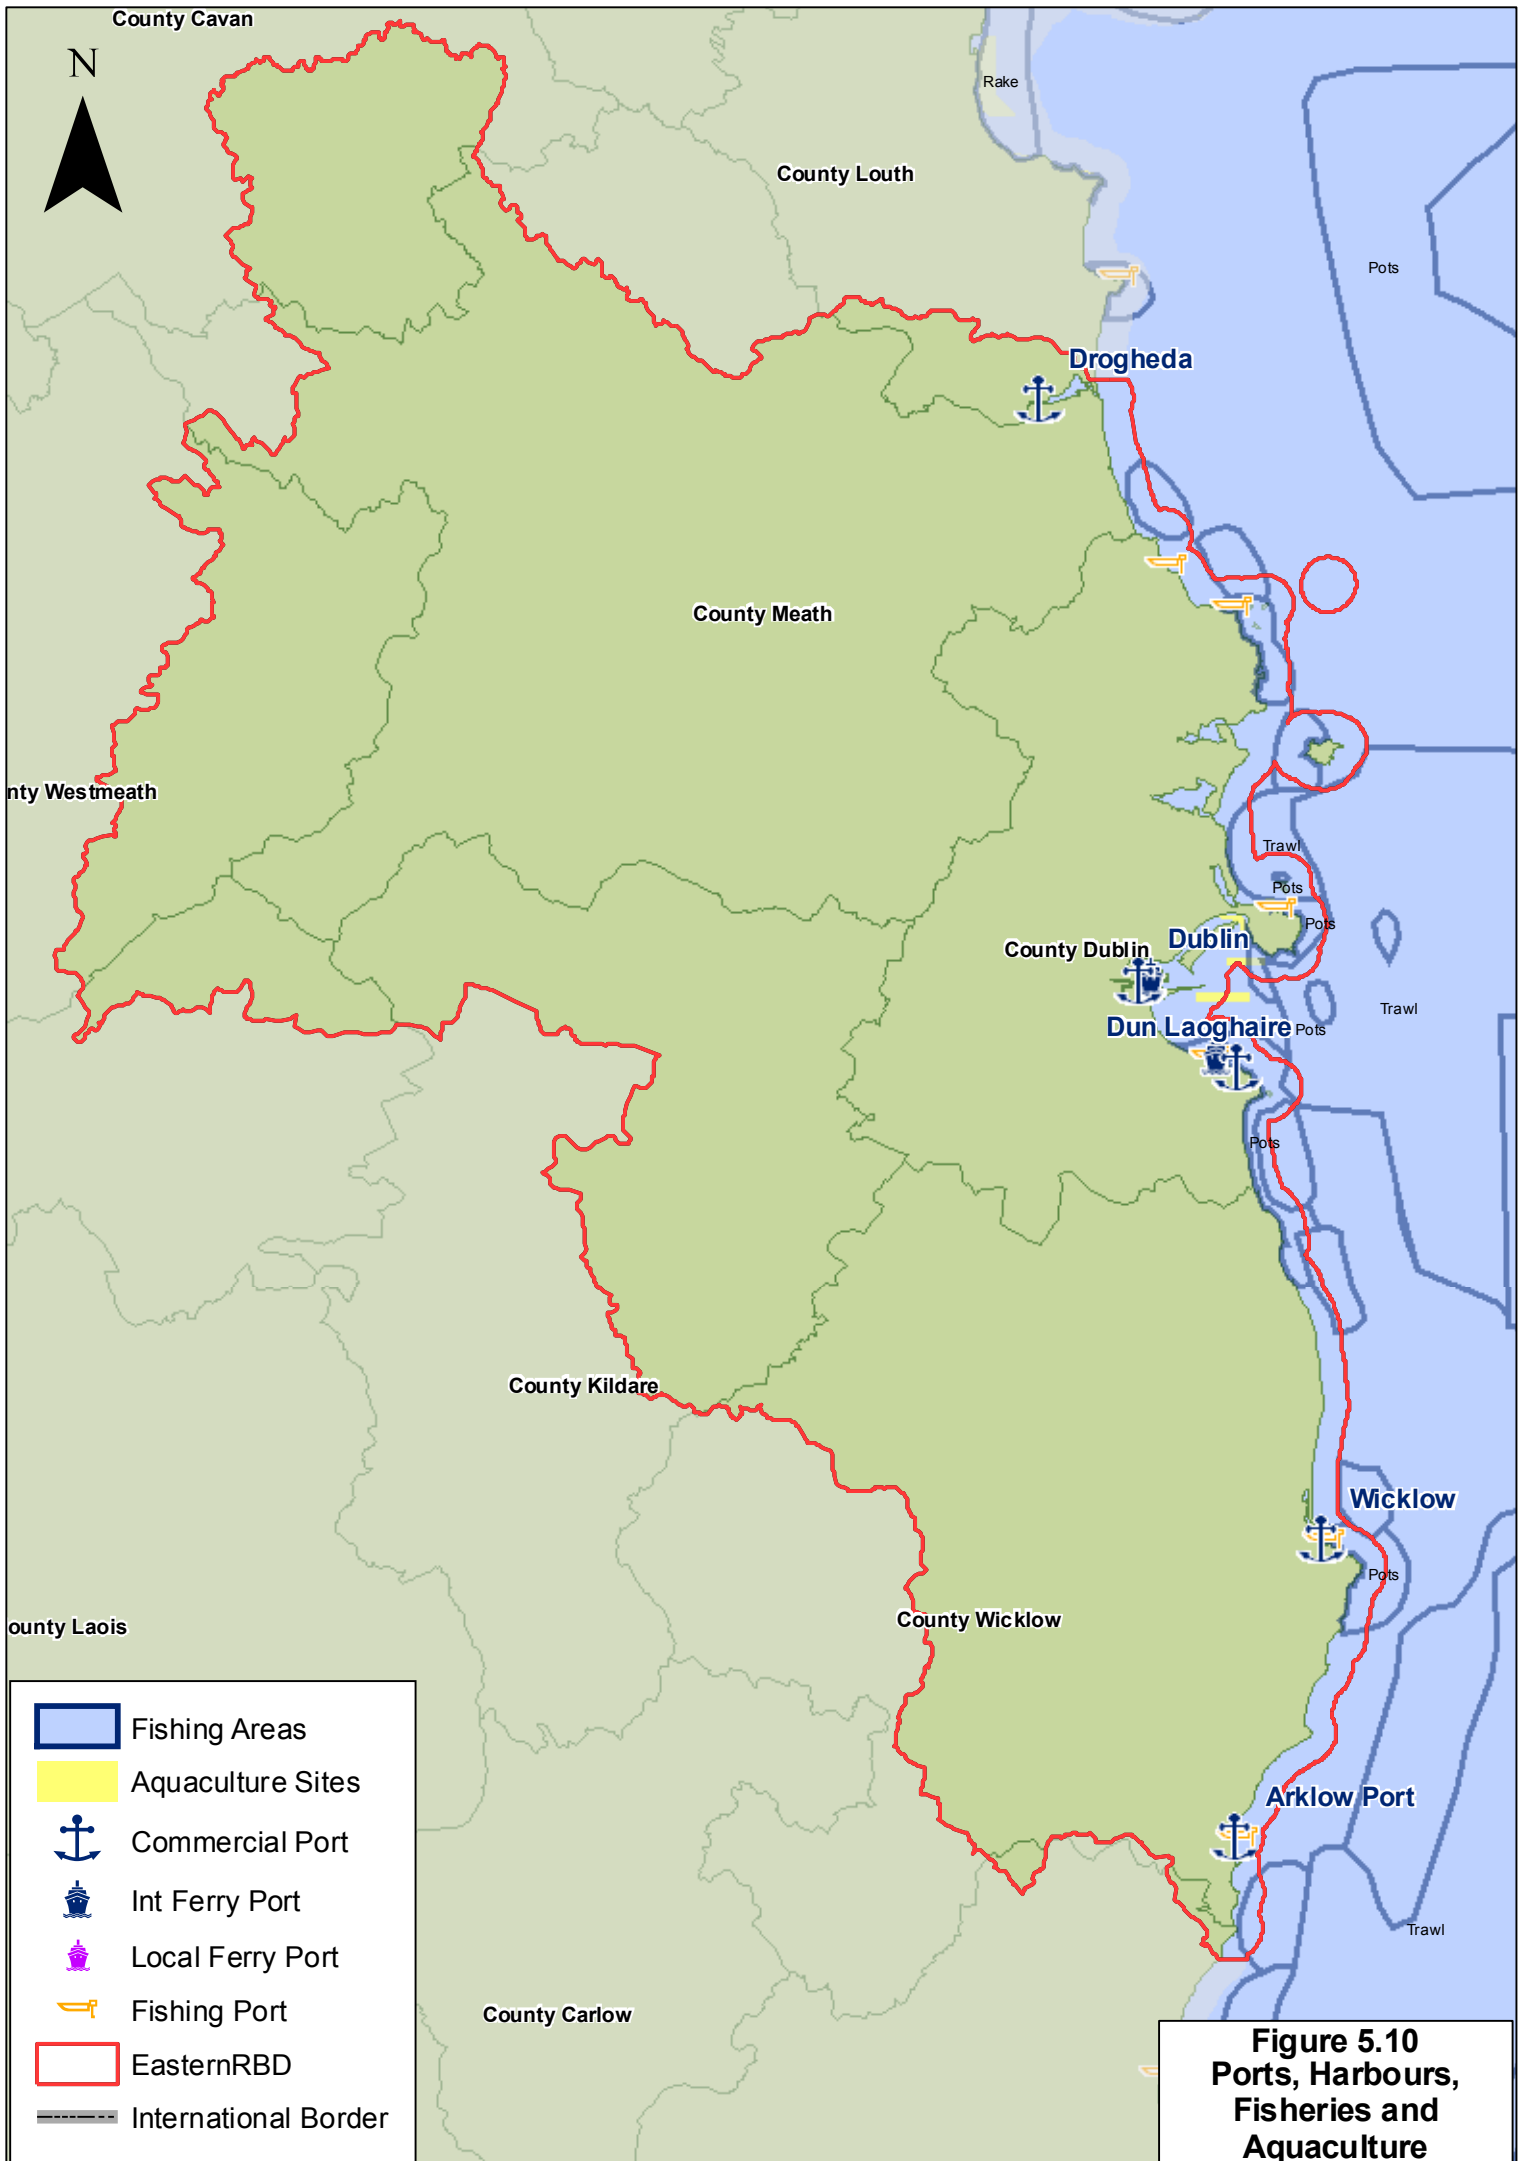 County Cavan
N
Rake
County Louth
Pots
Drogheda
County Meath
nty Westmeath
Trawl
Pots
Pots
Dublin
County Dublin
Trawl
Dun Laoghaire
Pots
Pots
County Kildare
Wicklow
Pots
County Wicklow
ounty Laois
Arklow Port
Trawl
County Carlow
Fishing Areas
Aquaculture Sites
Commercial Port
Int Ferry Port
Local Ferry Port
Fishing Port
EasternRBD
International Border
Figure 5.10
Ports, Harbours,
Fisheries and
Aquaculture